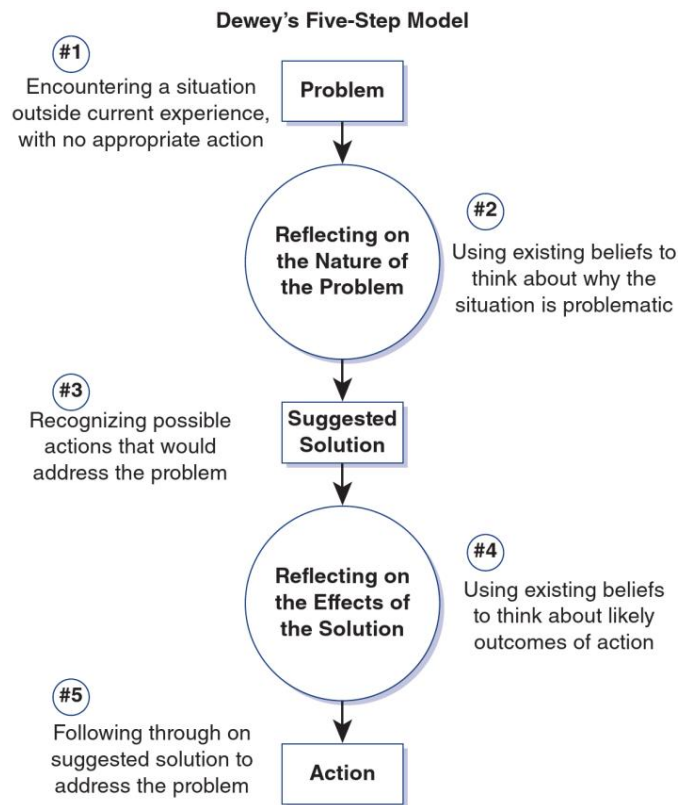 Dewey's Five-Step Model
#1
Encountering a situation
outside current experience,
with no appropriate action
Problem
Reflecting on
the Nature of
the Problem
#2
Using existing beliefs to
think about why the
situation is problematic
#3
Recognizing possible
actions that would
address the problem
Suggested
Solution
Reflecting on
the Effects of
the Solution
#4
Using existing beliefs
to think about likely
outcomes of action
#5
Following through on
suggested solution to
address the problem
Action